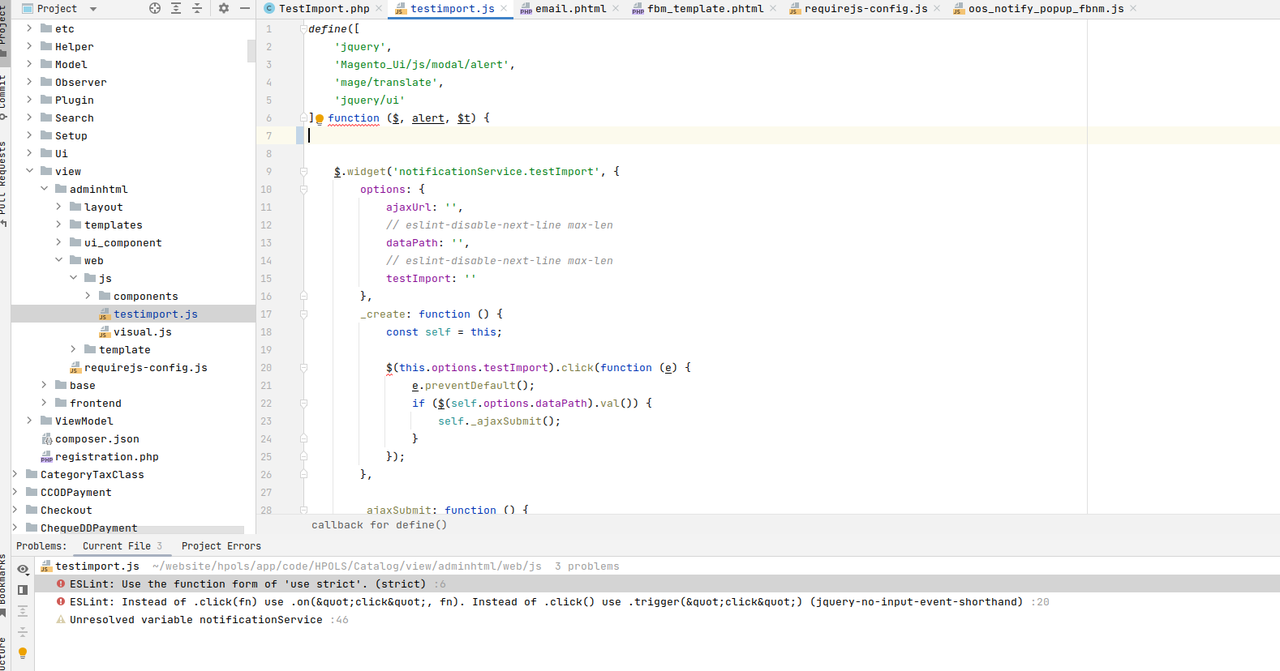 Project
TestImport.php
testimport.js
email.phtml
fbm_template.phtml
requirejs-config.js
oos_notify_popup_fbnm.js
Project
Commit
Pull Requests
Bookmarks
etc
Helper
Model
Observer
Plugin
Search
Setup
Ui
view
adminhtml
layout
templates
ui_component
web
js
components
testimport.js
visual.js
template
requirejs-config.js
base
frontend
ViewModel
composer.json
registration.php
CategoryTaxClass
CCODPayment
Checkout
ChequeDDPayment
1 define([
2 'jquery',
3 'Magento_Ui/js/modal/alert',
4 'mage/translate',
5 'jquery/ui'
6 ], function ($, alert, $t) {
7
8
9 $.widget('notificationService.testImport', {
10 options: {
11 ajaxUrl: '',
12 // eslint-disable-next-line max-len
13 dataPath: '',
14 // eslint-disable-next-line max-len
15 testImport: ''
16 },
17 _create: function () {
18 const self = this;
19
20 $(this.options.testImport).click(function (e) {
21 e.preventDefault();
22 if ($(self.options.dataPath).val()) {
23 self._ajaxSubmit();
24 }
25 });
26 },
27
28 _ajaxSubmit: function () {
callback for define()
Problems: Current File 3 Project Errors
testimport.js ~/website/hpols/app/code/HPOLS/Catalog/view/adminhtml/web/js 3 problems
ESLint: Use the function form of 'use strict'. (strict) :6
ESLint: Instead of .click(fn) use .on(&quot;click&quot;, fn). Instead of .click() use .trigger(&quot;click&quot;) (jquery-no-input-event-shorthand) :20
Unresolved variable notificationService :46